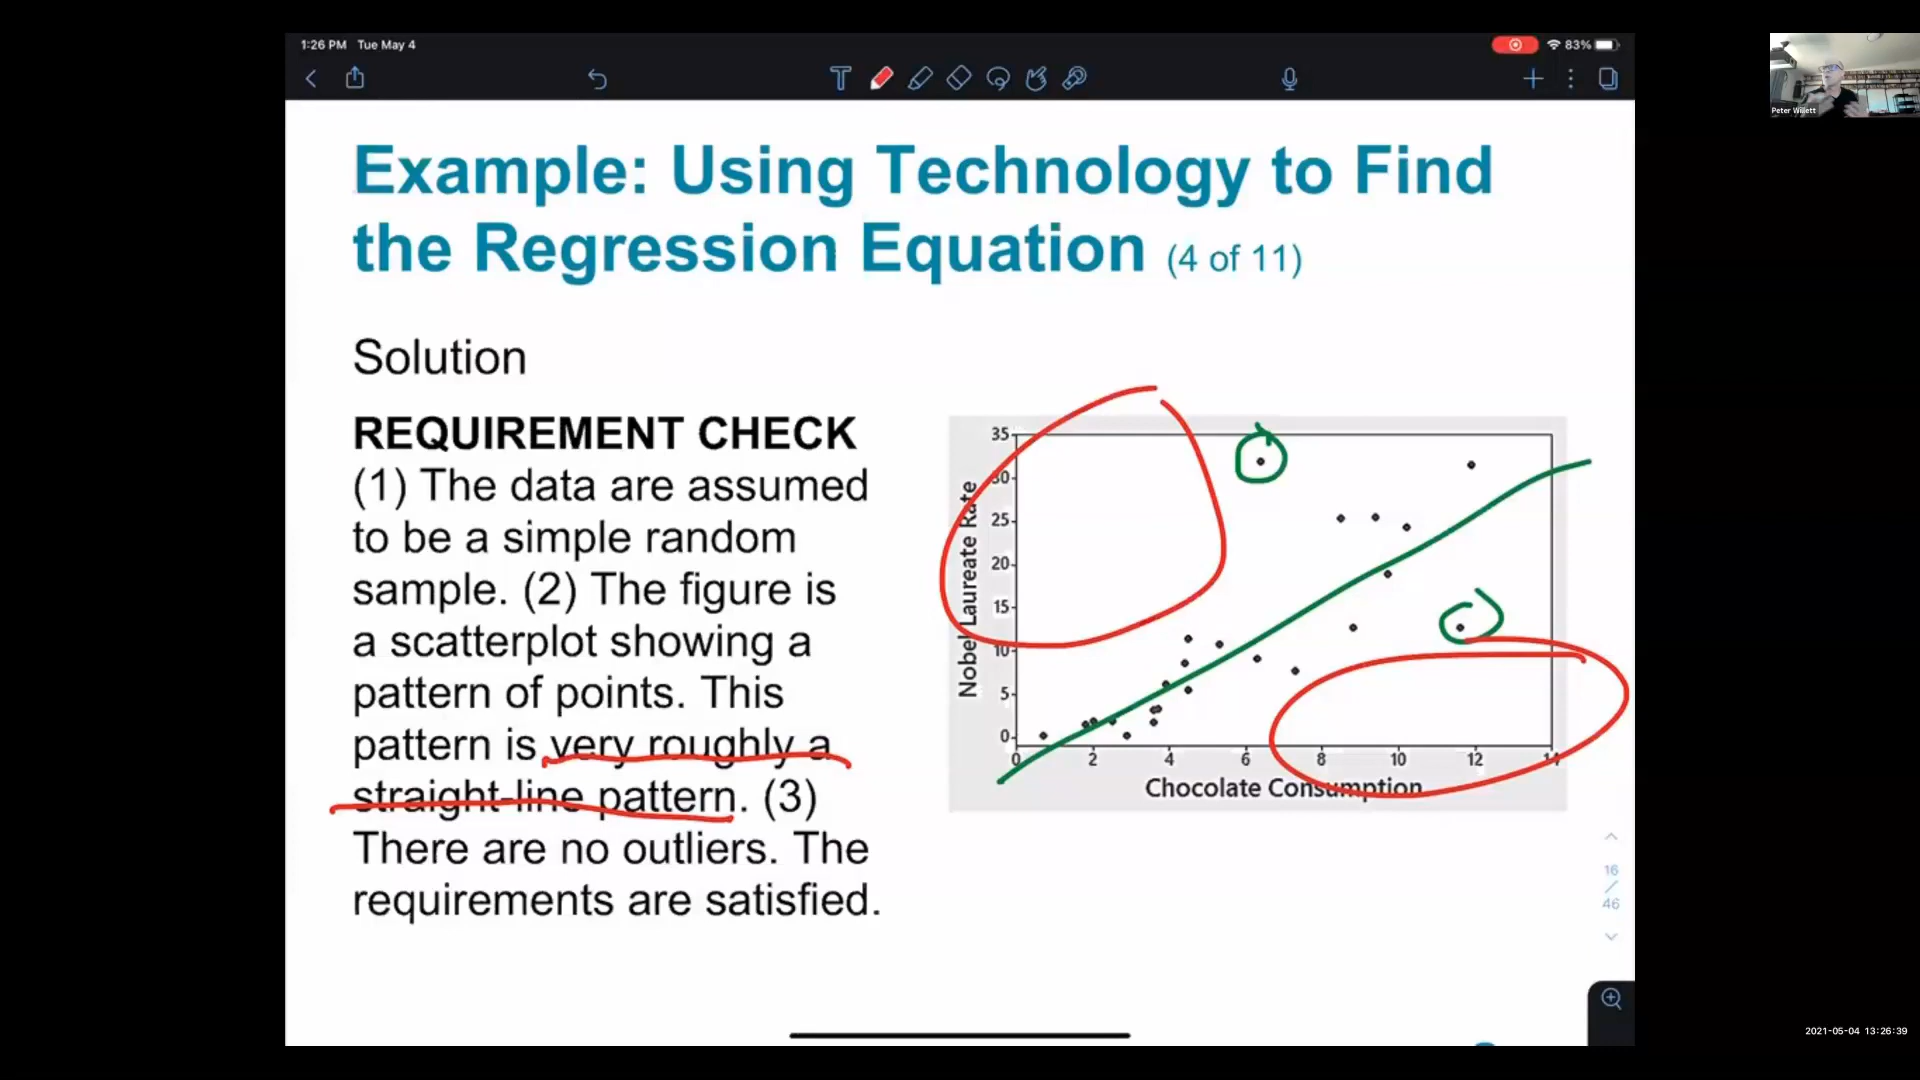 1:26 PM Tue May 4
83%
Peter Willett
Example: Using Technology to Find
the Regression Equation (4 of 11)
Solution
REQUIREMENT CHECK
(1) The data are assumed
to be a simple random
sample. (2) The figure is
a scatterplot showing a
pattern of points. This
pattern is very roughly a
straight-line pattern. (3)
There are no outliers. The
requirements are satisfied.
Nobel Laureate Rate
35
30
25
20
15
10
5
0
0 2 4 6 8 10 12 14
Chocolate Consumption
16
/
46
2021-05-04 13:26:39